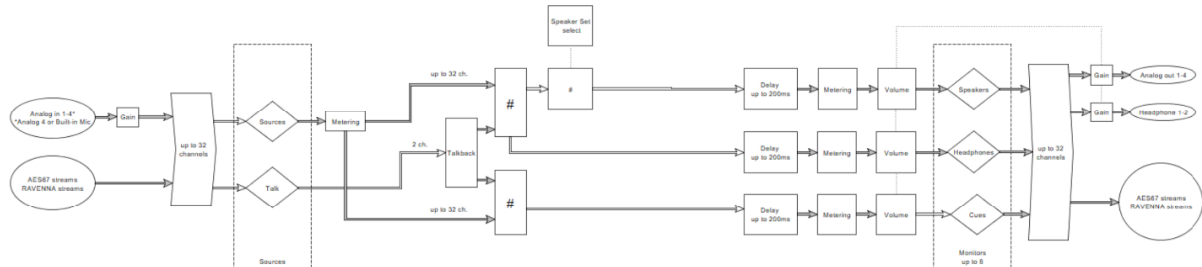 Speaker Set
select
up to 32 ch.
#
#
Delay
up to 200ms
Metering
Volume
Speakers
Gain
Analog out 1-4
Analog in 1-4*
*Analog 4 or Built-in Mic
Gain
up to 32
channels
Sources
Metering
Gain
Headphone 1-2
2 ch.
Talkback
Delay
up to 200ms
Metering
Volume
Headphones
up to 32
channels
AES67 streams
RAVENNA streams
Talk
up to 32 ch.
#
Delay
up to 200ms
Metering
Volume
Cues
AES67 streams
RAVENNA streams
Sources
Monitors
up to 8